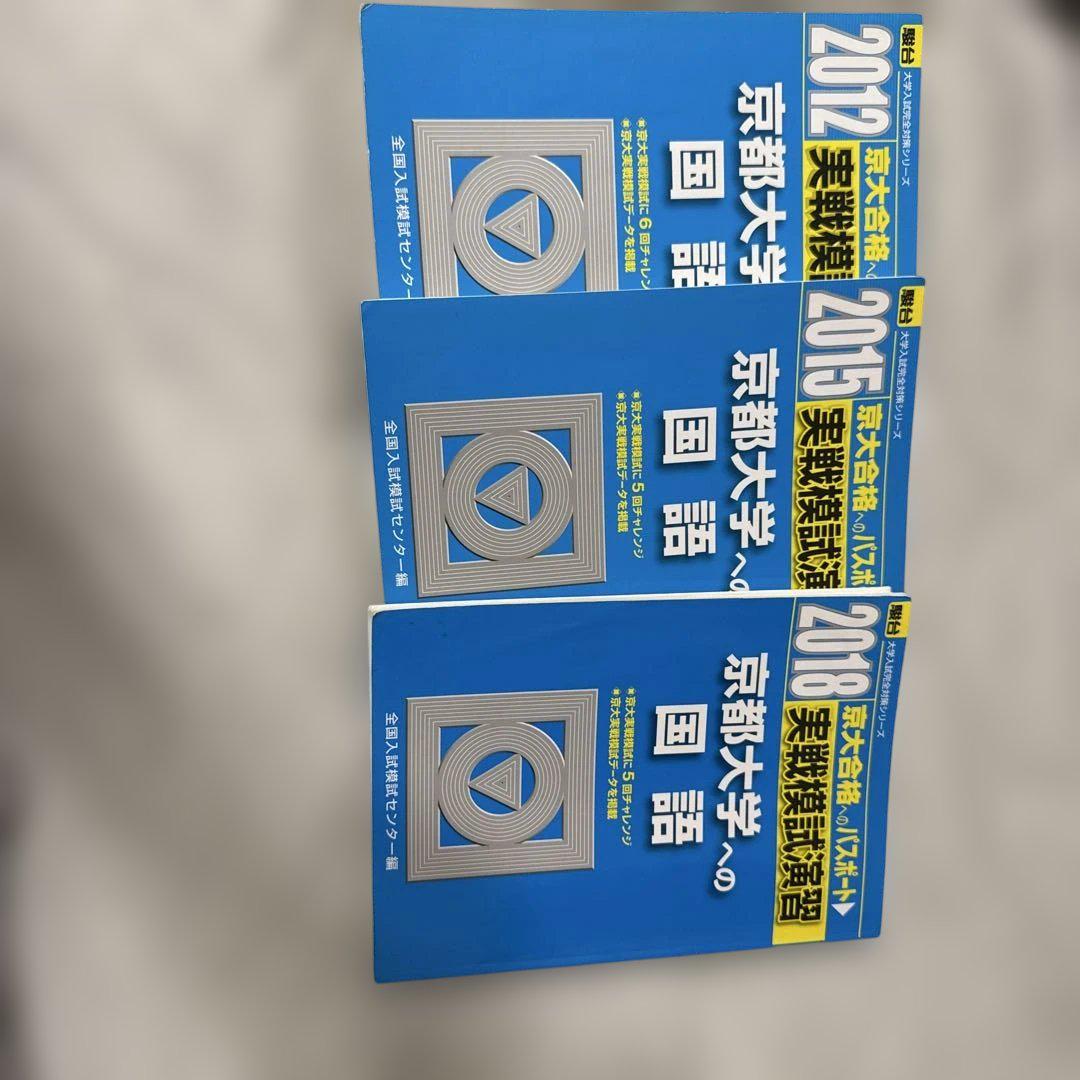 駿台
大学入試完全対策シリーズ
2012
京大合格へ
実戦模試
京都大学
国語
京大実戦模試に6回チャレン
京大実戦模試データを掲載
全国入試模試センター
駿台
大学入試完全対策シリーズ
2015
京大合格へのパスポ
実戦模試演
京都大学への
国語
京大実戦模試に5回チャレンジ
京大実戦模試データを掲載
全国入試模試センター編
駿台
大学入試完全対策シリーズ
2018
京大合格へのパスポート
実戦模試演習
京都大学への
国語
京大実戦模試に5回チャレンジ
京大実戦模試データを掲載
全国入試模試センター編